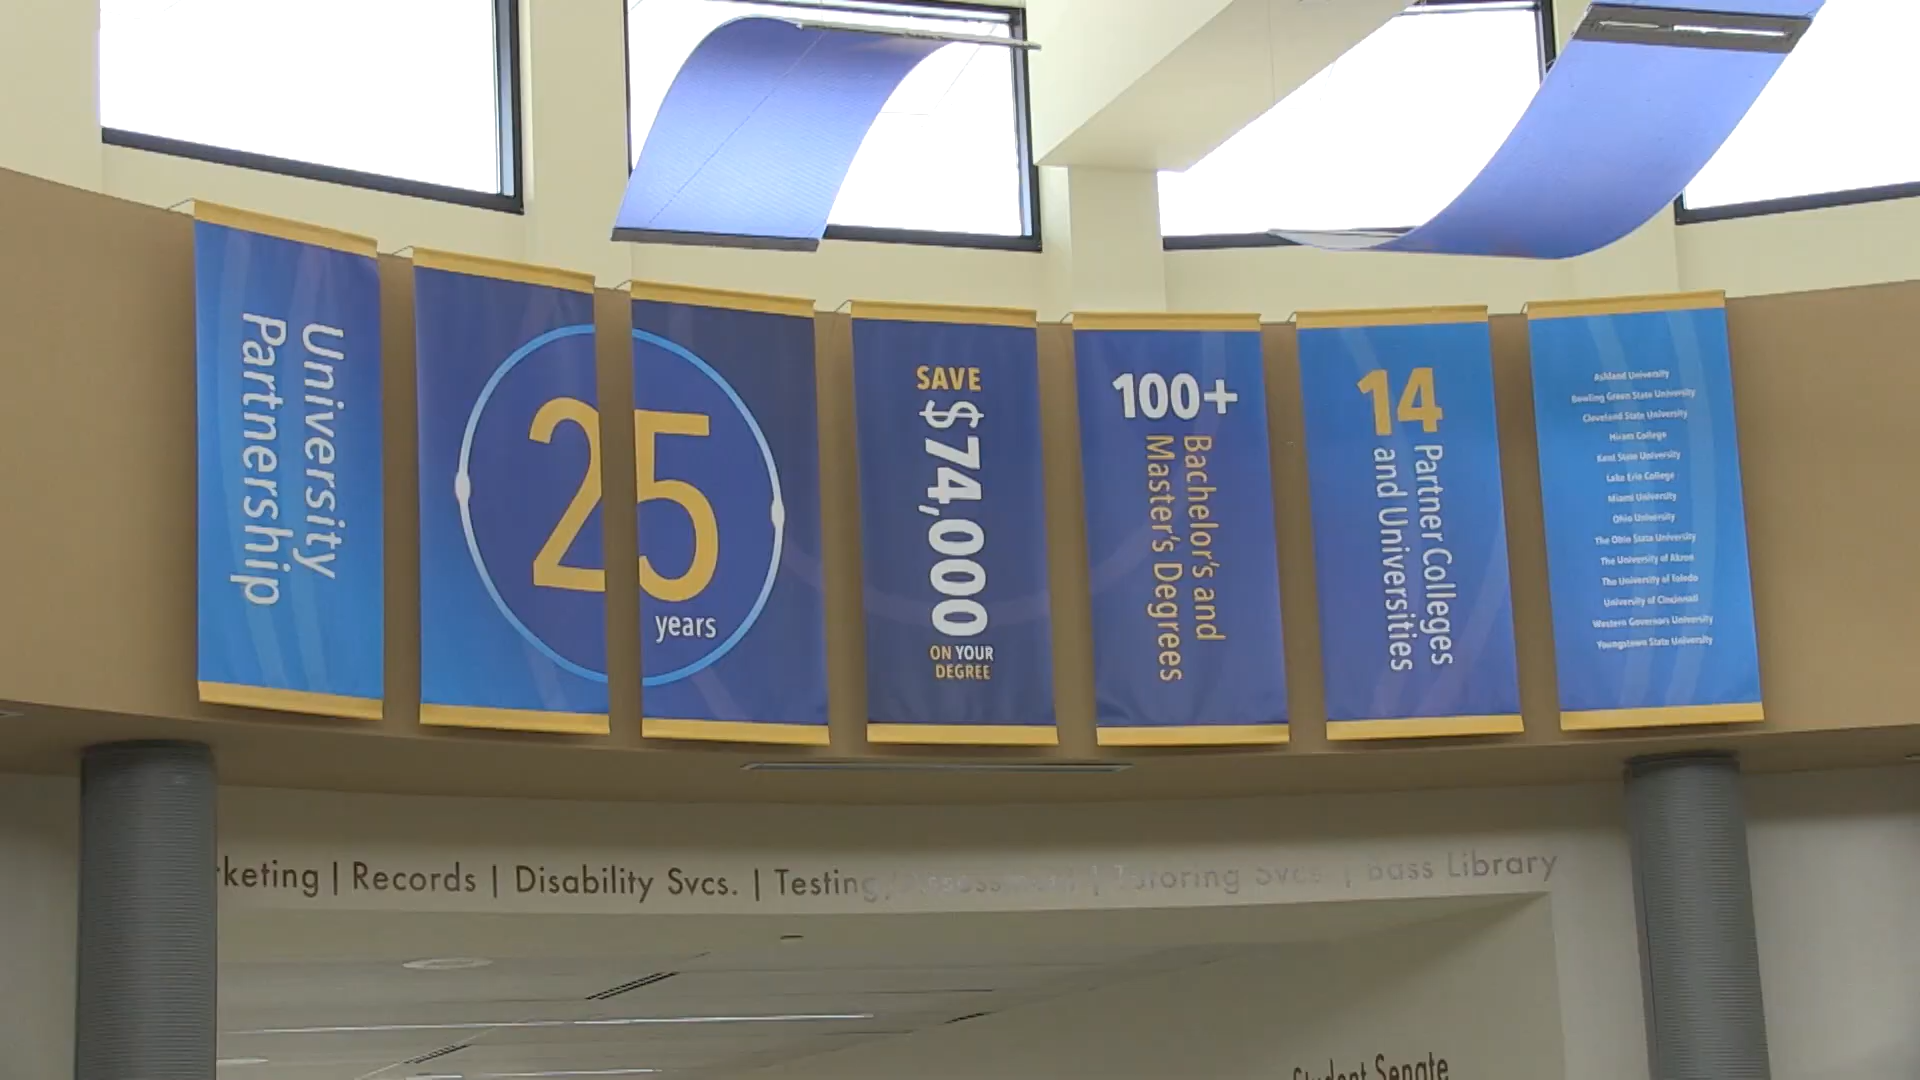 University
Partnership
25
years
SAVE
$74,000
ON YOUR
DEGREE
100+
Bachelor's and
Master's Degrees
14
Partner Colleges
and Universities
Ashland University
Bowling Green State University
Cleveland State University
Hiram College
Kent State University
Lake Erie College
Miami University
Ohio University
The Ohio State University
The University of Akron
The University of Toledo
University of Cincinnati
Western Governors University
Youngstown State University
rketing | Records | Disability Svcs. | Testing/Assessment | Tutoring Svcs. | Bass Library
Student Senate